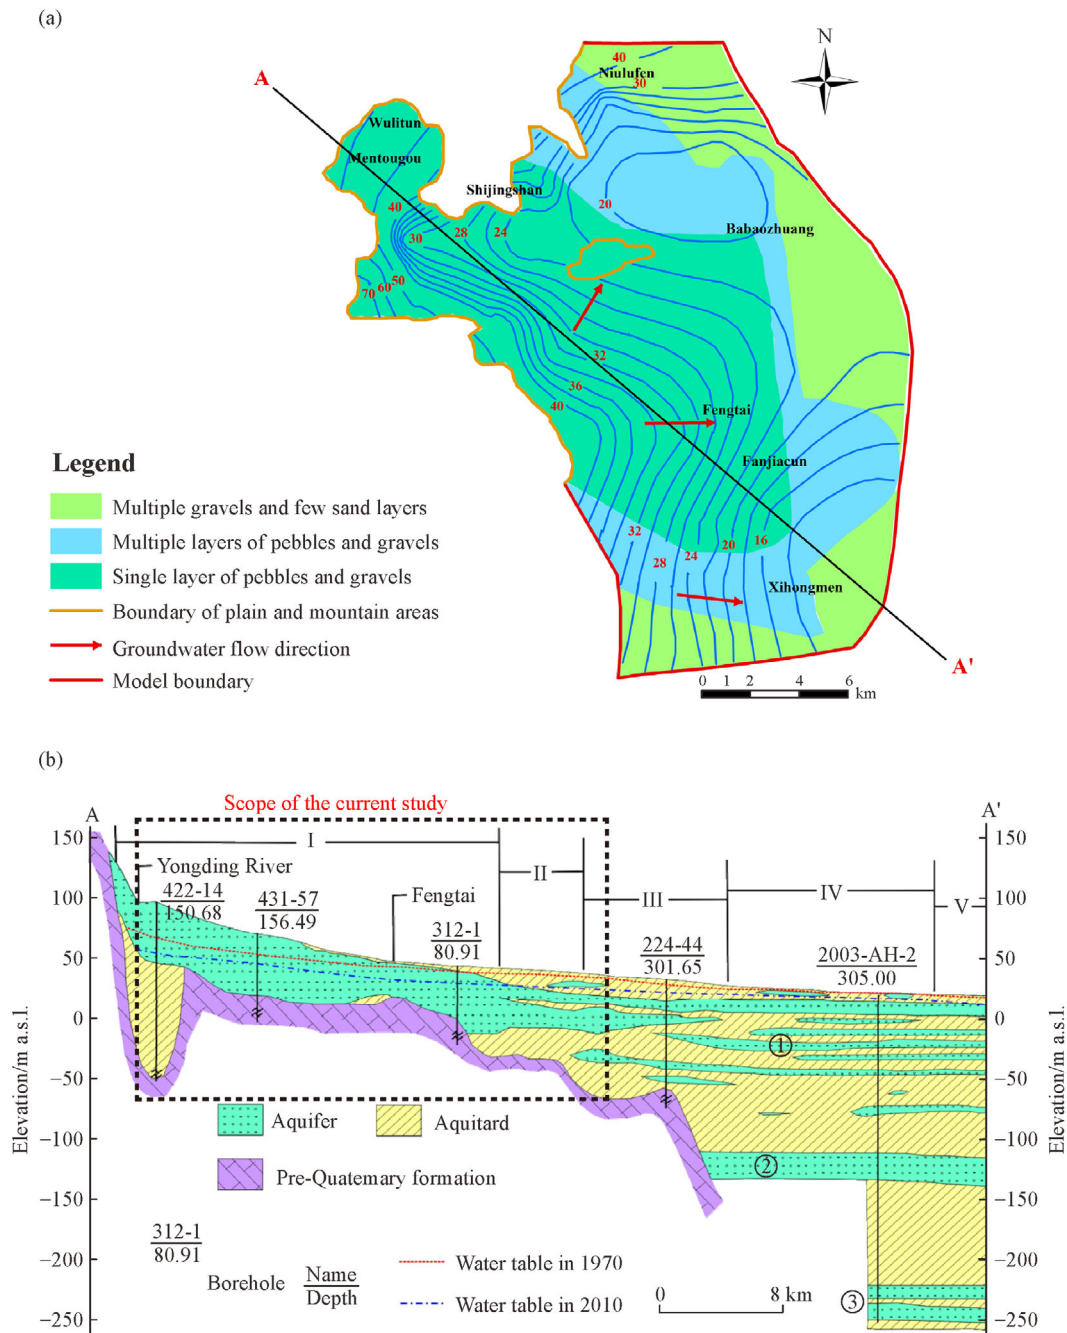 (a)
N
A
40
Niulufen
30
Wulitun
Mentougou
Shijingshan
40
20
30
28
24
Babaozhuang
70
60
50
32
36
40
Fengtai
Legend
Fanjiacun
Multiple gravels and few sand layers
32
28
24
20
16
Multiple layers of pebbles and gravels
Single layer of pebbles and gravels
Xihongmen
Boundary of plain and mountain areas
Groundwater flow direction
A'
Model boundary
0 1 2 4 6
km
(b)
Scope of the current study
A
A'
150
I
150
Yongding River
II
422-14
150.68
431-57
156.49
Fengtai
III
IV
V
100
100
312-1
80.91
224-44
301.65
2003-AH-2
305.00
50
50
0
0
①
−50
−50
Elevation/m a.s.l.
Elevation/m a.s.l.
Aquifer
Aquitard
−100
−100
②
Pre-Quatemary formation
−150
−150
312-1
80.91
−200
−200
Water table in 1970
Borehole
Name
Depth
Water table in 2010
0 8 km
③
−250
−250